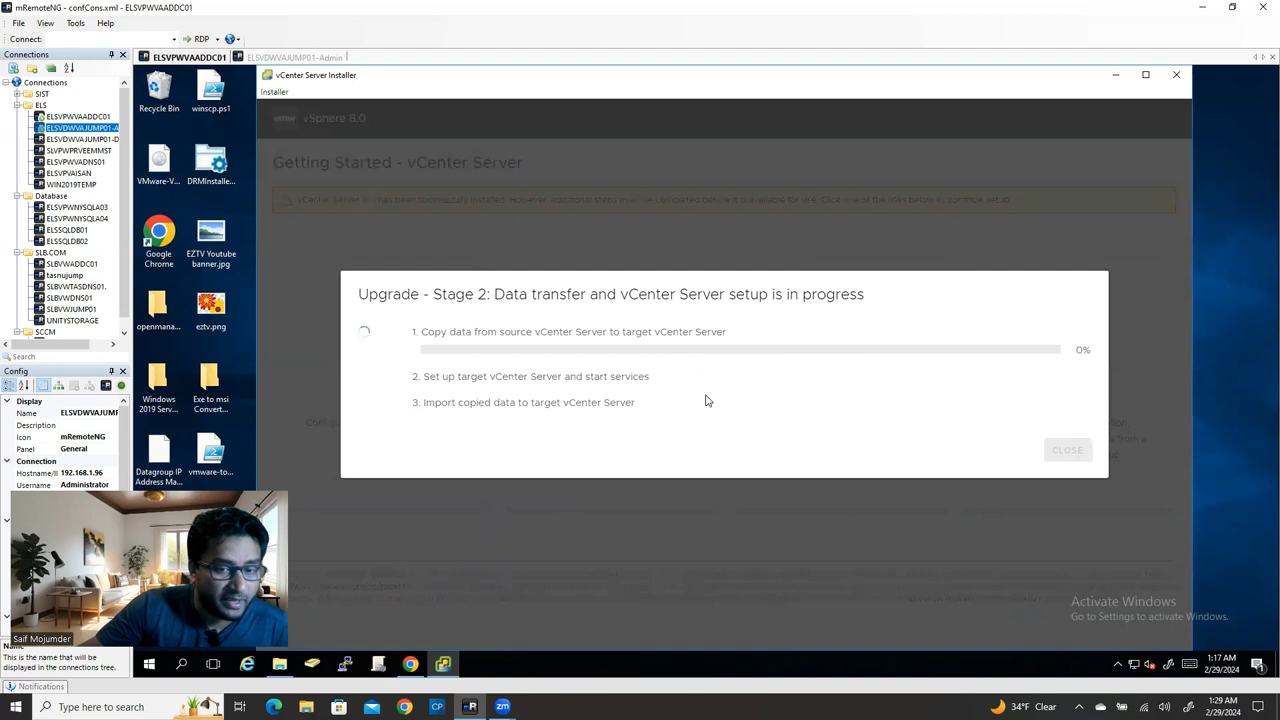 mRemoteNG - confCons.xml - ELSVPWVAADDC01
File View Tools Help
Connect: RDP
Connections
ELSVPWVAADDC01
ELSVDWVAJUMP01-Admin
Connections
SIST
ELS
ELSVPWVAADDC01
ELSVDWVAJUMP01-A
ELSVDWVAJUMP01-D
SLVPWPRVEEMMST
ELSVPWVADNS01
ELSVPVAISAN
WIN2019TEMP
Database
ELSVPWNYSQLA03
ELSVPWNYSQLA04
ELSSQLDB01
ELSSQLDB02
SLB.COM
SLBVWADDC01
tasnujump
SLBVWTASDNS01.
SLBVWDNS01
SLBVWJUMP01
UNITYSTORAGE
SCCM
Search
Config
Display
Name ELSVDWVAJUMP
Description
Icon mRemoteNG
Panel General
Connection
Hostname/I 192.168.1.96
Username Administrator
Saif Mojumder
Name
This is the name that will be
displayed in the connections tree.
Notifications
Recycle Bin
winscp.ps1
VMware-V...
DRMInstalle...
Google
Chrome
EZTV Youtube
banner.jpg
openmana...
eztv.png
Windows
2019 Serv...
Exe to msi
Convert...
Datagroup IP
Address Ma...
vmware-to...
vCenter Server Installer
Installer
vmw vSphere 8.0
Getting Started - vCenter Server
Upgrade - Stage 2: Data transfer and vCenter Server setup is in progress
1. Copy data from source vCenter Server to target vCenter Server
0%
2. Set up target vCenter Server and start services
3. Import copied data to target vCenter Server
CLOSE
Activate Windows
Go to Settings to activate Windows.
1:17 AM
2/29/2024
1
Type here to search
CP
34°F Clear
1:29 AM
2/29/2024